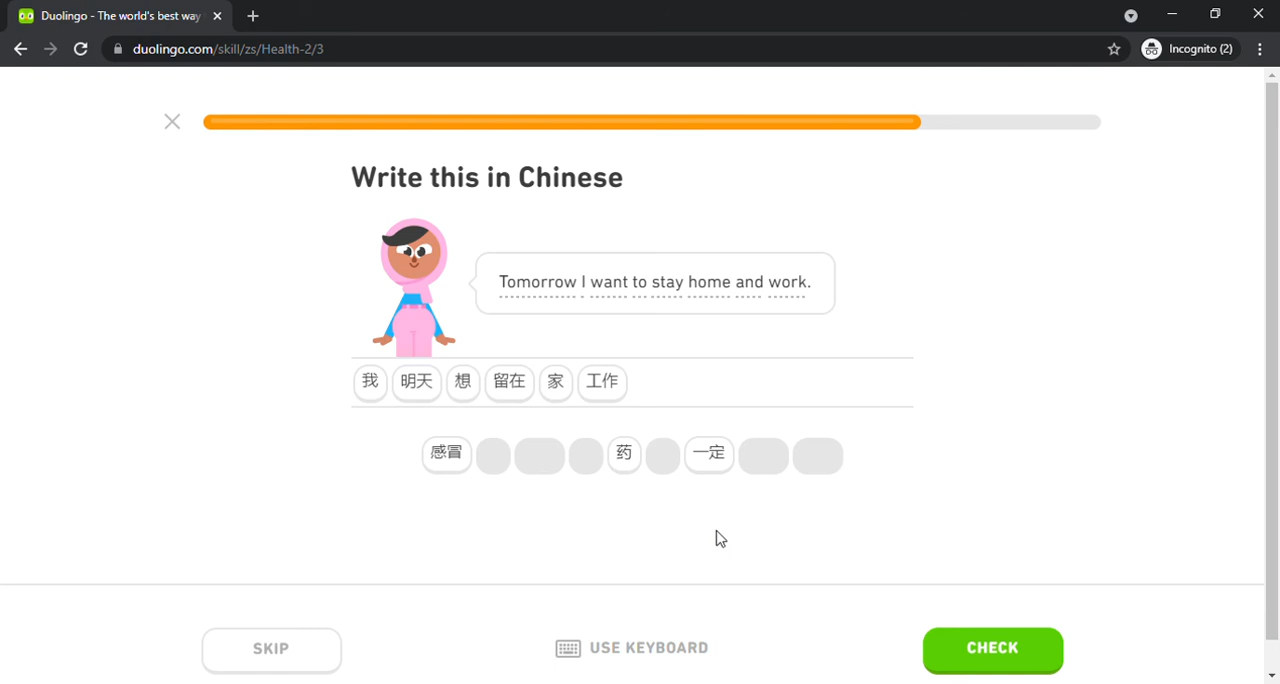 Duolingo - The world's best way
duolingo.com/skill/zs/Health-2/3
Incognito (2)
Write this in Chinese
Tomorrow I want to stay home and work.
我 明天 想 留在 家 工作
感冒 药 一定
SKIP
USE KEYBOARD
CHECK